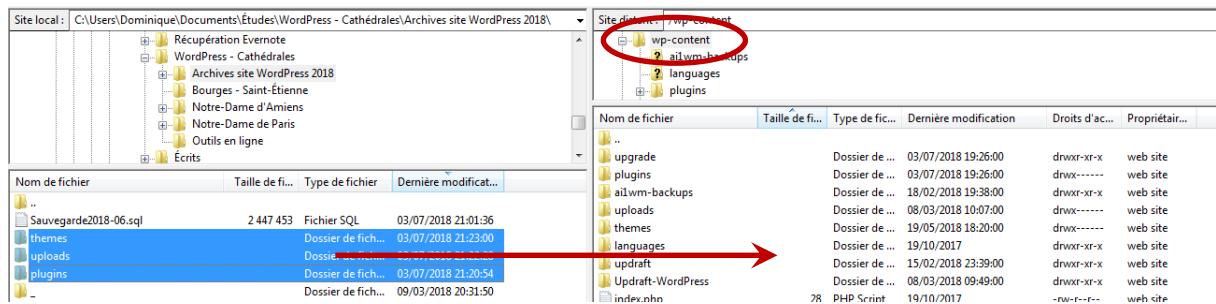 Site local : C:\Users\Dominique\Documents\Études\WordPress - Cathédrales\Archives site WordPress 2018\
Récupération Evernote
WordPress - Cathédrales
Archives site WordPress 2018
Bourges - Saint-Étienne
Notre-Dame d'Amiens
Notre-Dame de Paris
Outils en ligne
Écrits
Nom de fichier Taille de fi... Type de fichier Dernière modificat...
..
Sauvegarde2018-06.sql 2 447 453 Fichier SQL 03/07/2018 21:01:36
themes Dossier de fich... 03/07/2018 21:23:00
uploads Dossier de fich...
plugins Dossier de fich... 03/07/2018 21:20:54
_ Dossier de fich... 09/03/2018 20:31:50
Site distant : /wp-content
wp-content
ai1wm-backups
languages
plugins
Nom de fichier Taille de fi... Type de fic... Dernière modification Droits d'ac... Propriétair...
..
upgrade Dossier de ... 03/07/2018 19:26:00 drwxr-xr-x web site
plugins Dossier de ... 03/07/2018 19:26:00 drwx------ web site
ai1wm-backups Dossier de ... 18/02/2018 19:38:00 drwxr-xr-x web site
uploads Dossier de ... 08/03/2018 10:07:00 drwx------ web site
themes Dossier de ... 19/05/2018 18:20:00 drwx------ web site
languages Dossier de ... 19/10/2017 drwxr-xr-x web site
updraft Dossier de ... 15/02/2018 23:39:00 drwxr-xr-x web site
Updraft-WordPress Dossier de ... 08/03/2018 09:49:00 drwxr-xr-x web site
index.php 28 PHP Script 19/10/2017 -rw-r--r-- web site